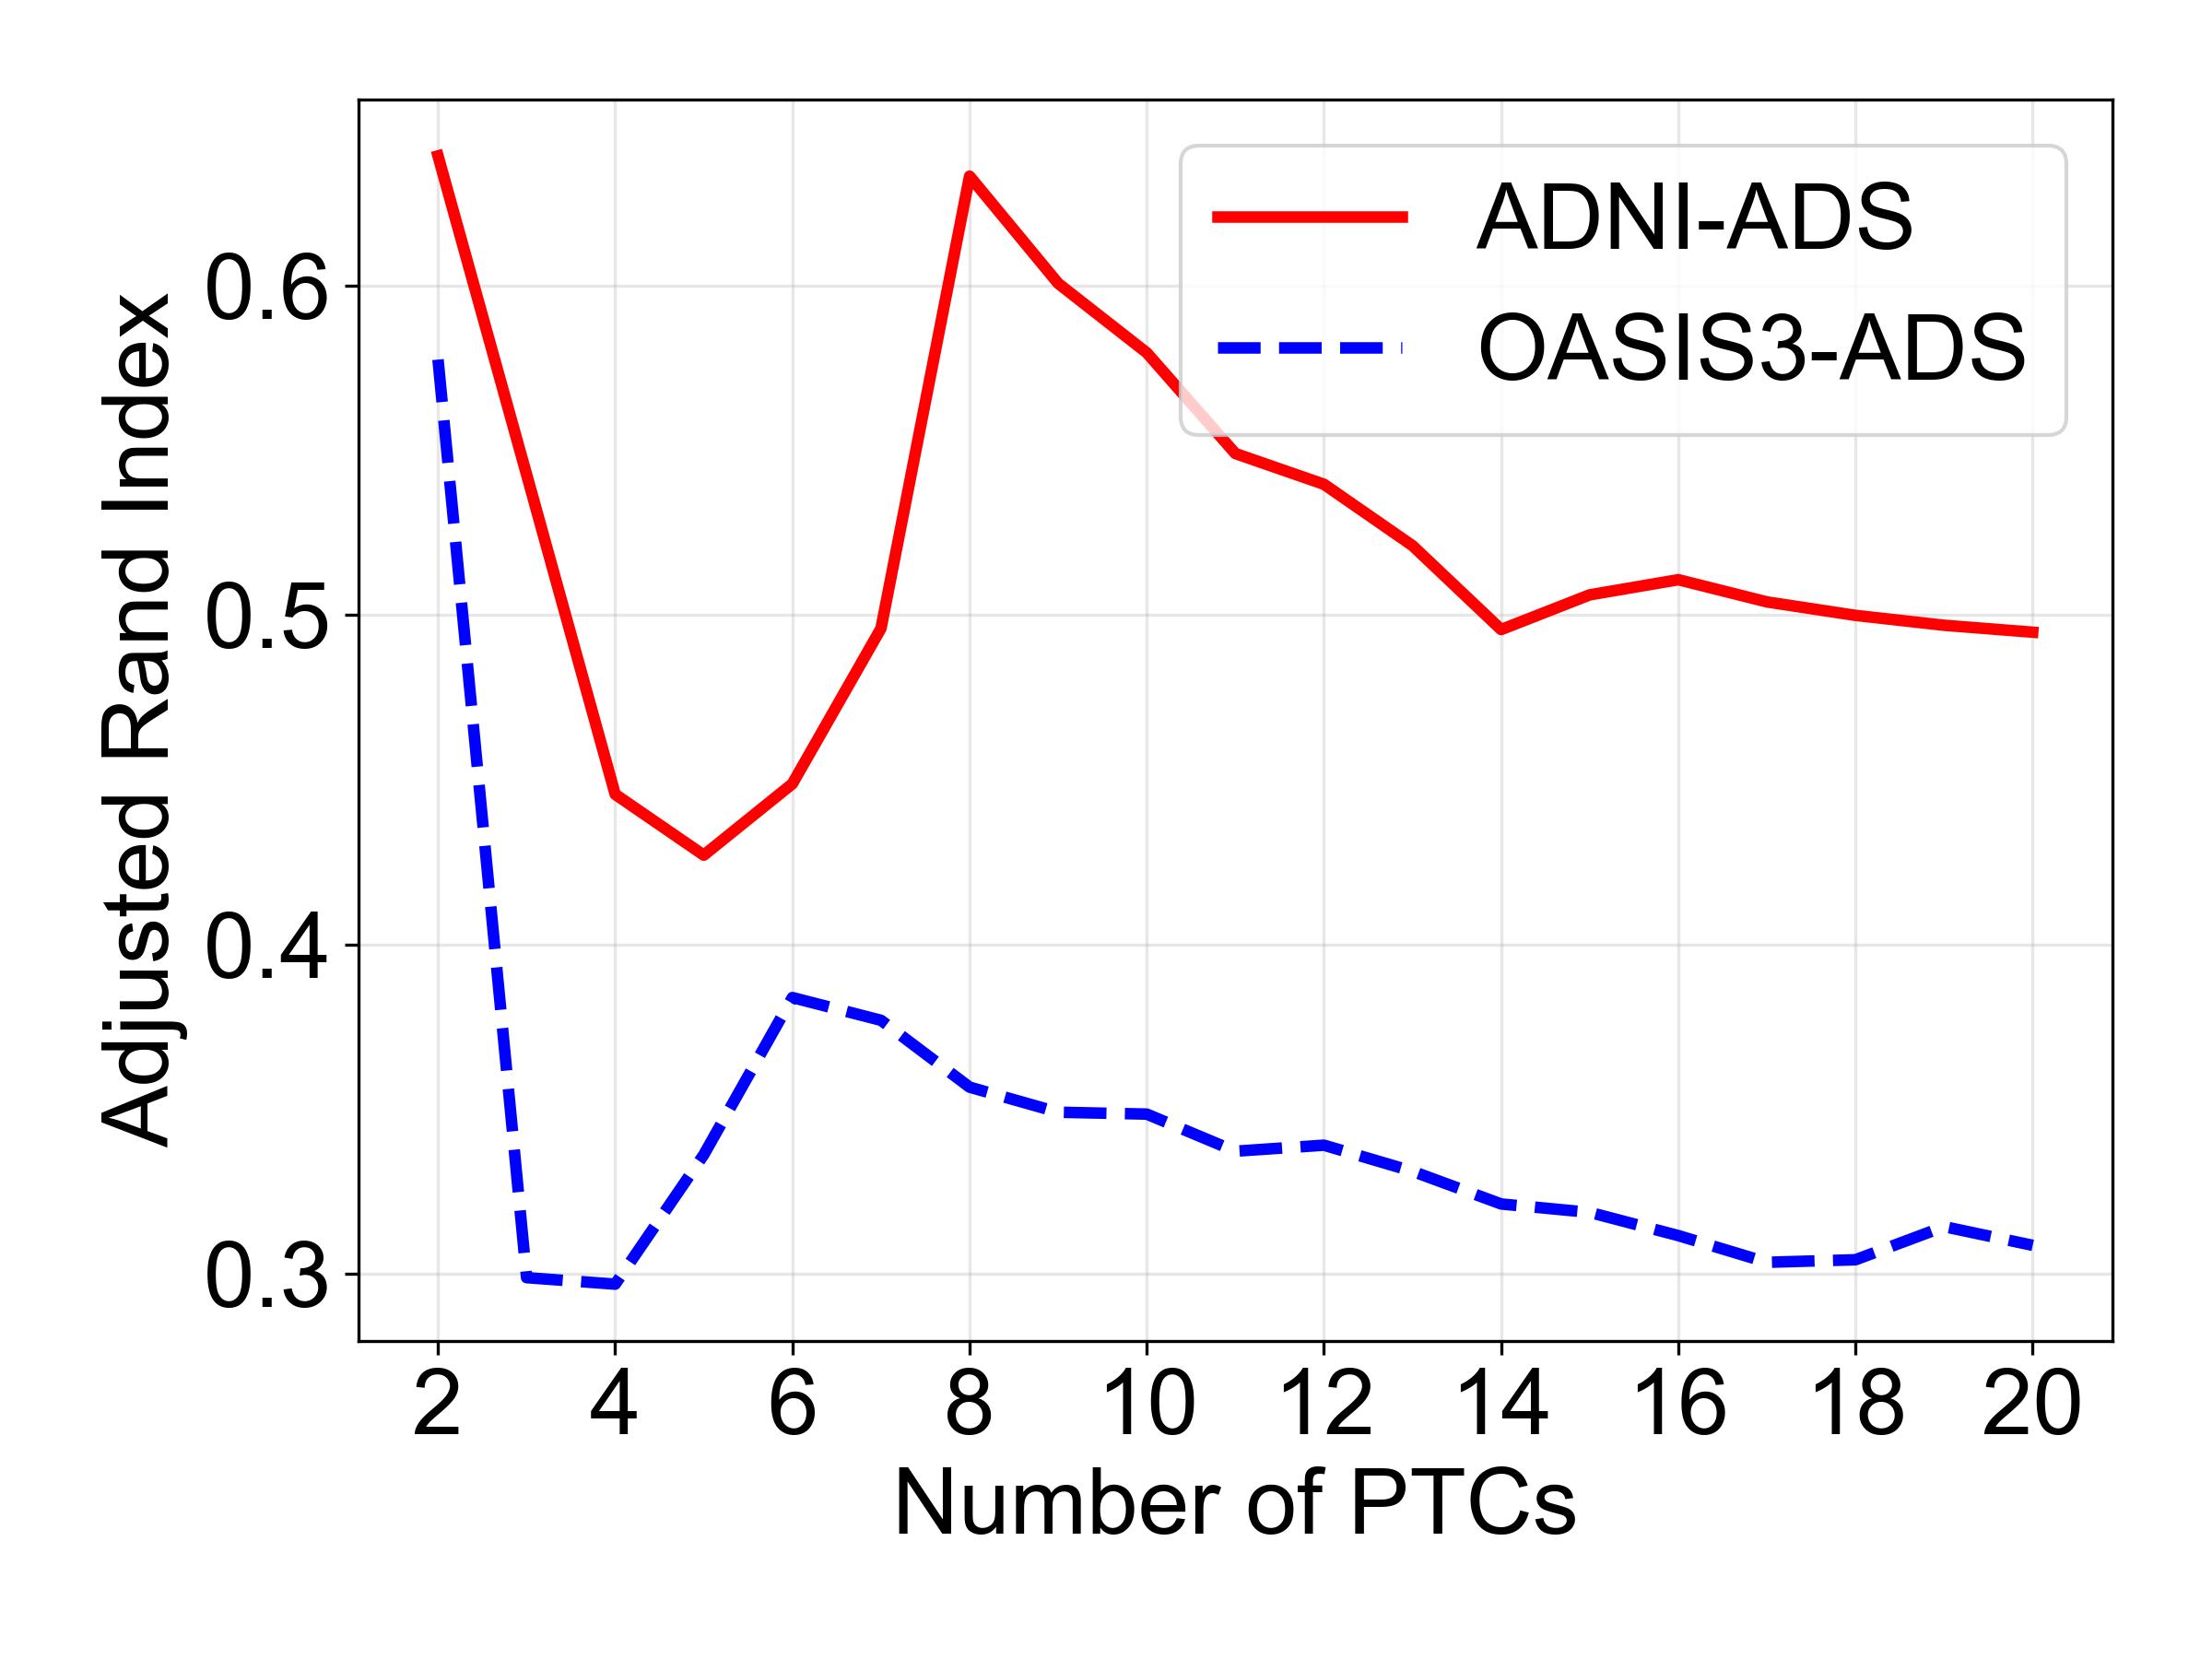 Adjusted Rand Index
0.6
0.5
0.4
0.3
ADNI-ADS
OASIS3-ADS
2 4 6 8 10 12 14 16 18 20
Number of PTCs